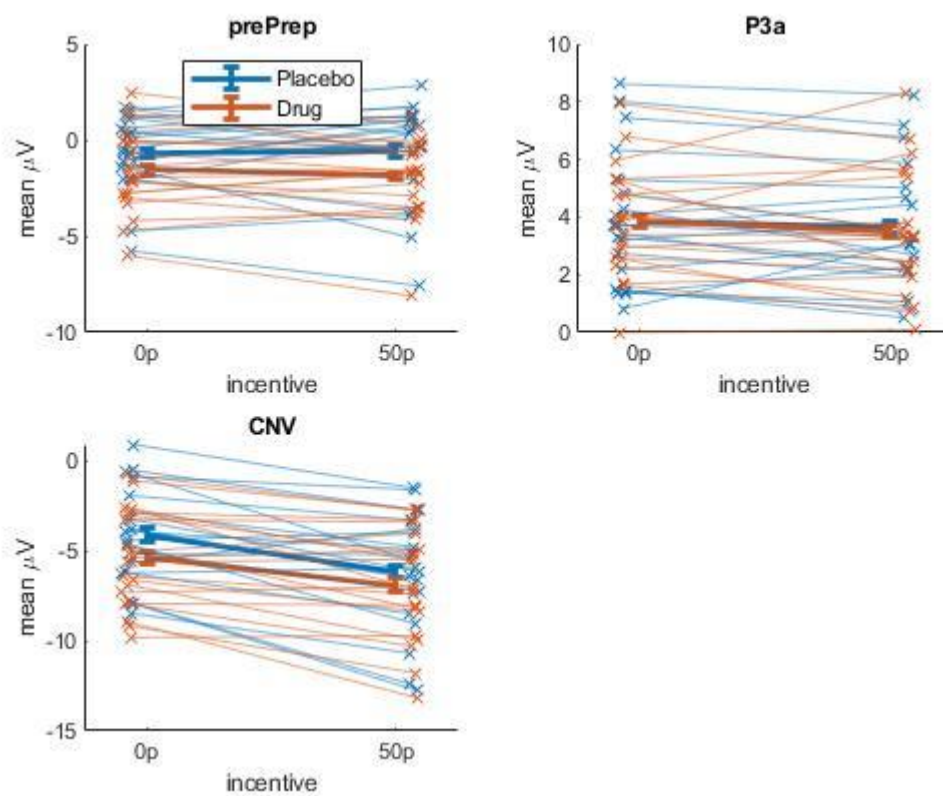 prePrep
5
0
-5
-10
mean μV
Placebo
Drug
0p
50p
incentive
P3a
10
8
6
4
2
0
mean μV
0p
50p
incentive
CNV
0
-5
-10
-15
mean μV
0p
50p
incentive